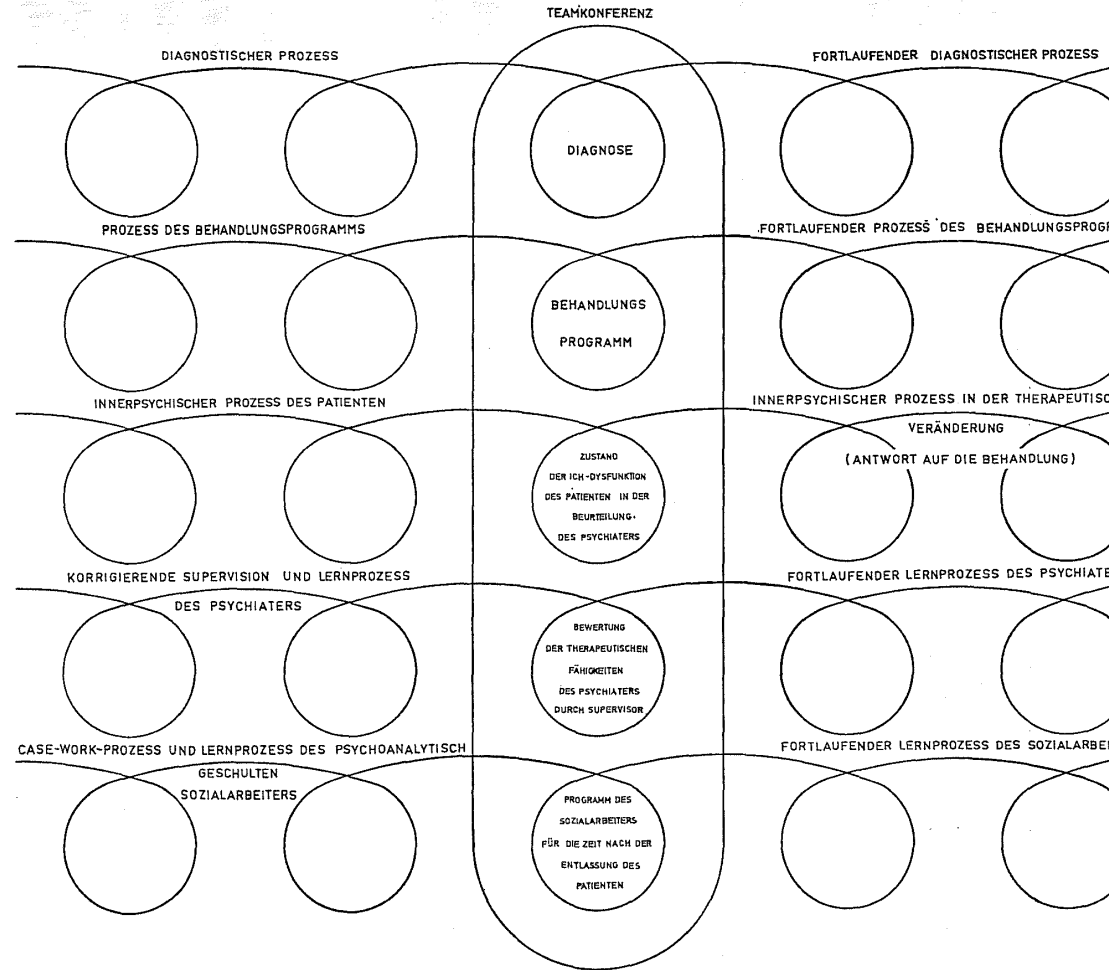 TEAMKONFERENZ
DIAGNOSTISCHER PROZESS
FORTLAUFENDER DIAGNOSTISCHER PROZESS
DIAGNOSE
PROZESS DES BEHANDLUNGSPROGRAMMS
FORTLAUFENDER PROZESS DES BEHANDLUNGSPROGR
BEHANDLUNGS
PROGRAMM
INNERPSYCHISCHER PROZESS DES PATIENTEN
INNERPSYCHISCHER PROZESS IN DER THERAPEUTISC
VERÄNDERUNG
(ANTWORT AUF DIE BEHANDLUNG)
ZUSTAND
DER ICH-DYSFUNKTION
DES PATIENTEN IN DER
BEURTEILUNG
DES PSYCHIATERS
KORRIGIERENDE SUPERVISION UND LERNPROZESS
DES PSYCHIATERS
FORTLAUFENDER LERNPROZESS DES PSYCHIATE
BEWERTUNG
DER THERAPEUTISCHEN
FÄHIGKEITEN
DES PSYCHIATERS
DURCH SUPERVISOR
CASE-WORK-PROZESS UND LERNPROZESS DES PSYCHOANALYTISCH
GESCHULTEN
SOZIALARBEITERS
FORTLAUFENDER LERNPROZESS DES SOZIALARBEI
PROGRAMM DES
SOZIALARBEITERS
FÜR DIE ZEIT NACH DER
ENTLASSUNG DES
PATIENTEN